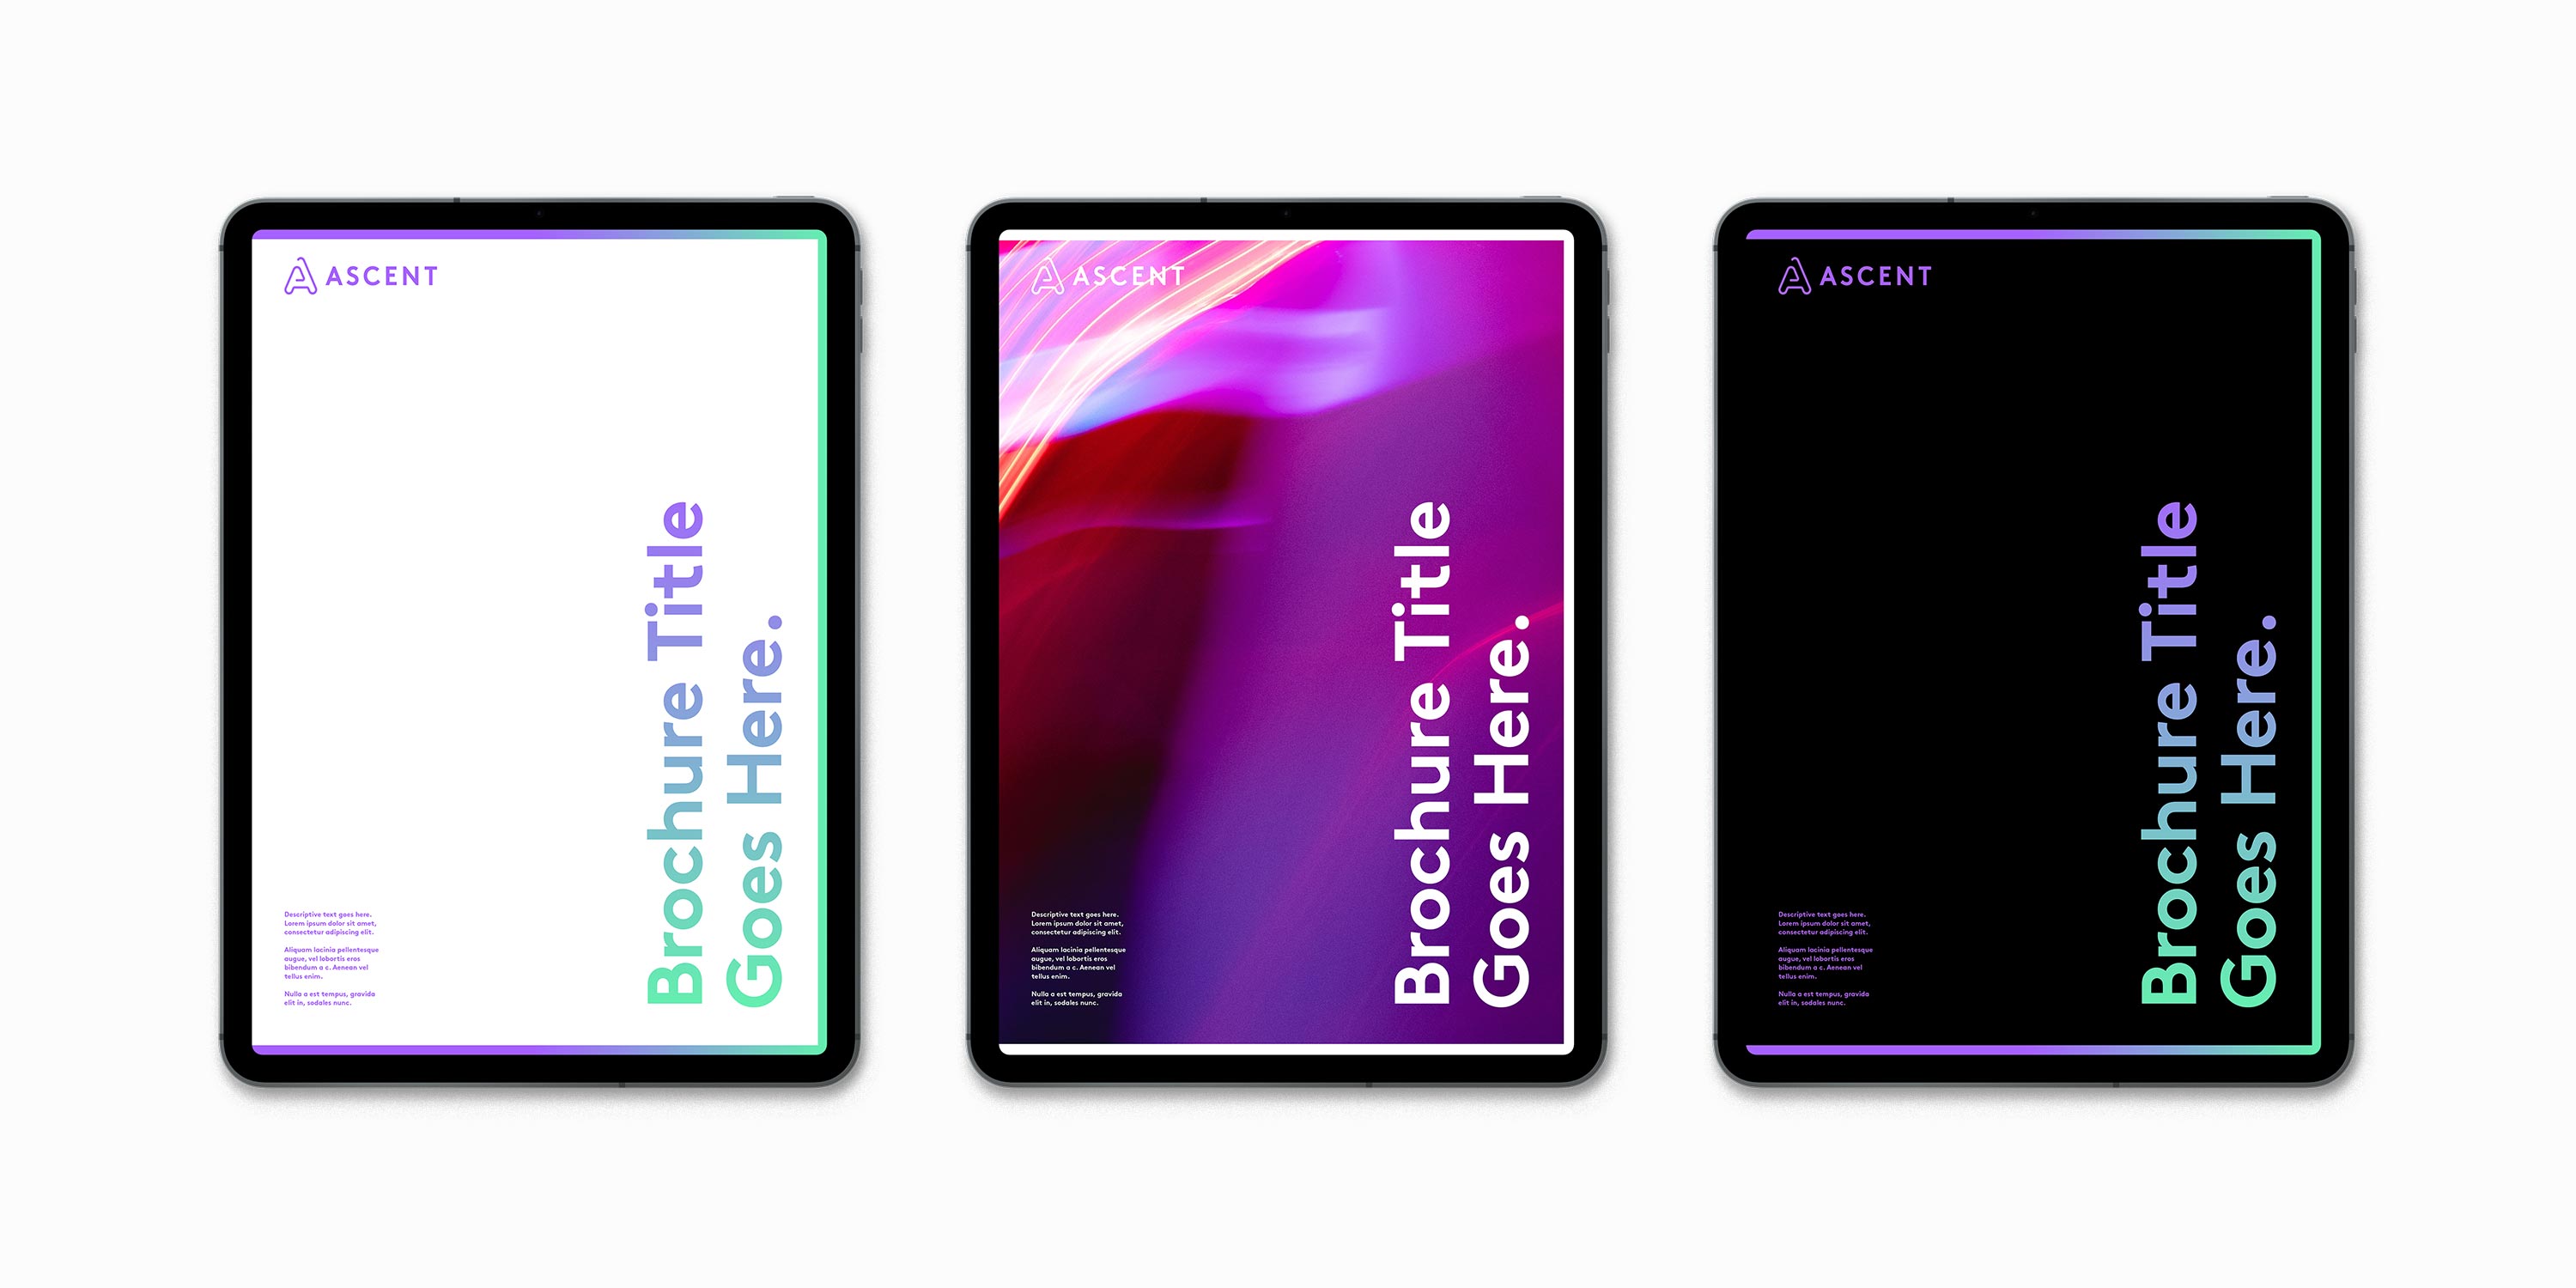 ASCENT
Brochure Title
Goes Here.
Descriptive text goes here.
Lorem ipsum dolor sit amet,
consectetur adipiscing elit.
Aliquam lacinia pellentesque
augue, vel lobortis eros
bibendum a c. Aenean vel
tellus enim.
Nulla a est tempus, gravida
elit in, sodales nunc.
ASCENT
Brochure Title
Goes Here.
Descriptive text goes here.
Lorem ipsum dolor sit amet,
consectetur adipiscing elit.
Aliquam lacinia pellentesque
augue, vel lobortis eros
bibendum a c. Aenean vel
tellus enim.
Nulla a est tempus, gravida
elit in, sodales nunc.
ASCENT
Brochure Title
Goes Here.
Descriptive text goes here.
Lorem ipsum dolor sit amet,
consectetur adipiscing elit.
Aliquam lacinia pellentesque
augue, vel lobortis eros
bibendum a c. Aenean vel
tellus enim.
Nulla a est tempus, gravida
elit in, sodales nunc.